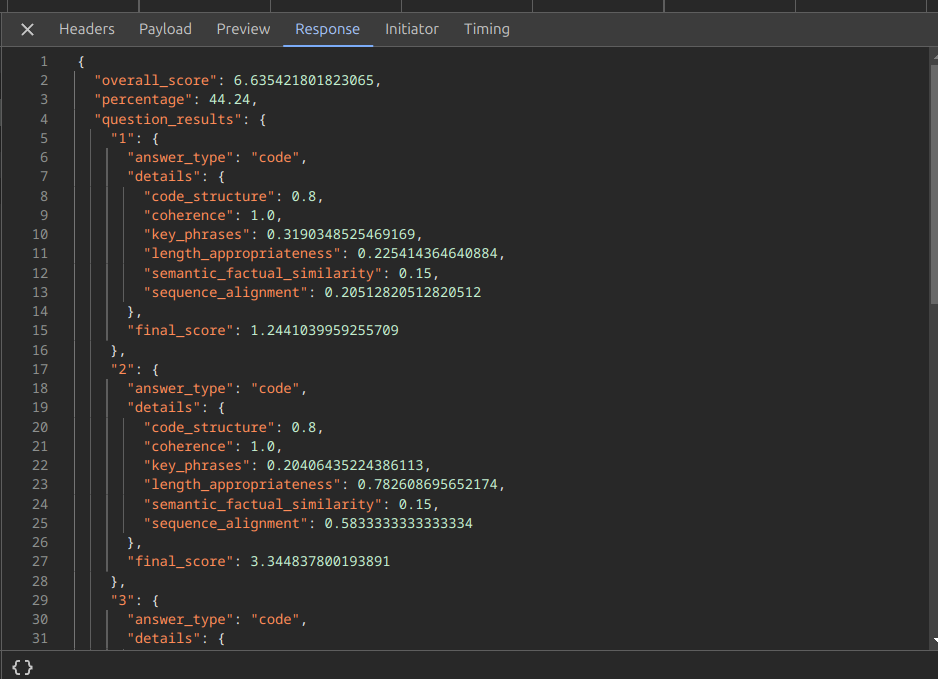 Headers Payload Preview Response Initiator Timing
1 {
2 "overall_score": 6.635421801823065,
3 "percentage": 44.24,
4 "question_results": {
5 "1": {
6 "answer_type": "code",
7 "details": {
8 "code_structure": 0.8,
9 "coherence": 1.0,
10 "key_phrases": 0.3190348525469169,
11 "length_appropriateness": 0.225414364640884,
12 "semantic_factual_similarity": 0.15,
13 "sequence_alignment": 0.20512820512820512
14 },
15 "final_score": 1.2441039959255709
16 },
17 "2": {
18 "answer_type": "code",
19 "details": {
20 "code_structure": 0.8,
21 "coherence": 1.0,
22 "key_phrases": 0.20406435224386113,
23 "length_appropriateness": 0.782608695652174,
24 "semantic_factual_similarity": 0.15,
25 "sequence_alignment": 0.5833333333333334
26 },
27 "final_score": 3.344837800193891
28 },
29 "3": {
30 "answer_type": "code",
31 "details": {
{}